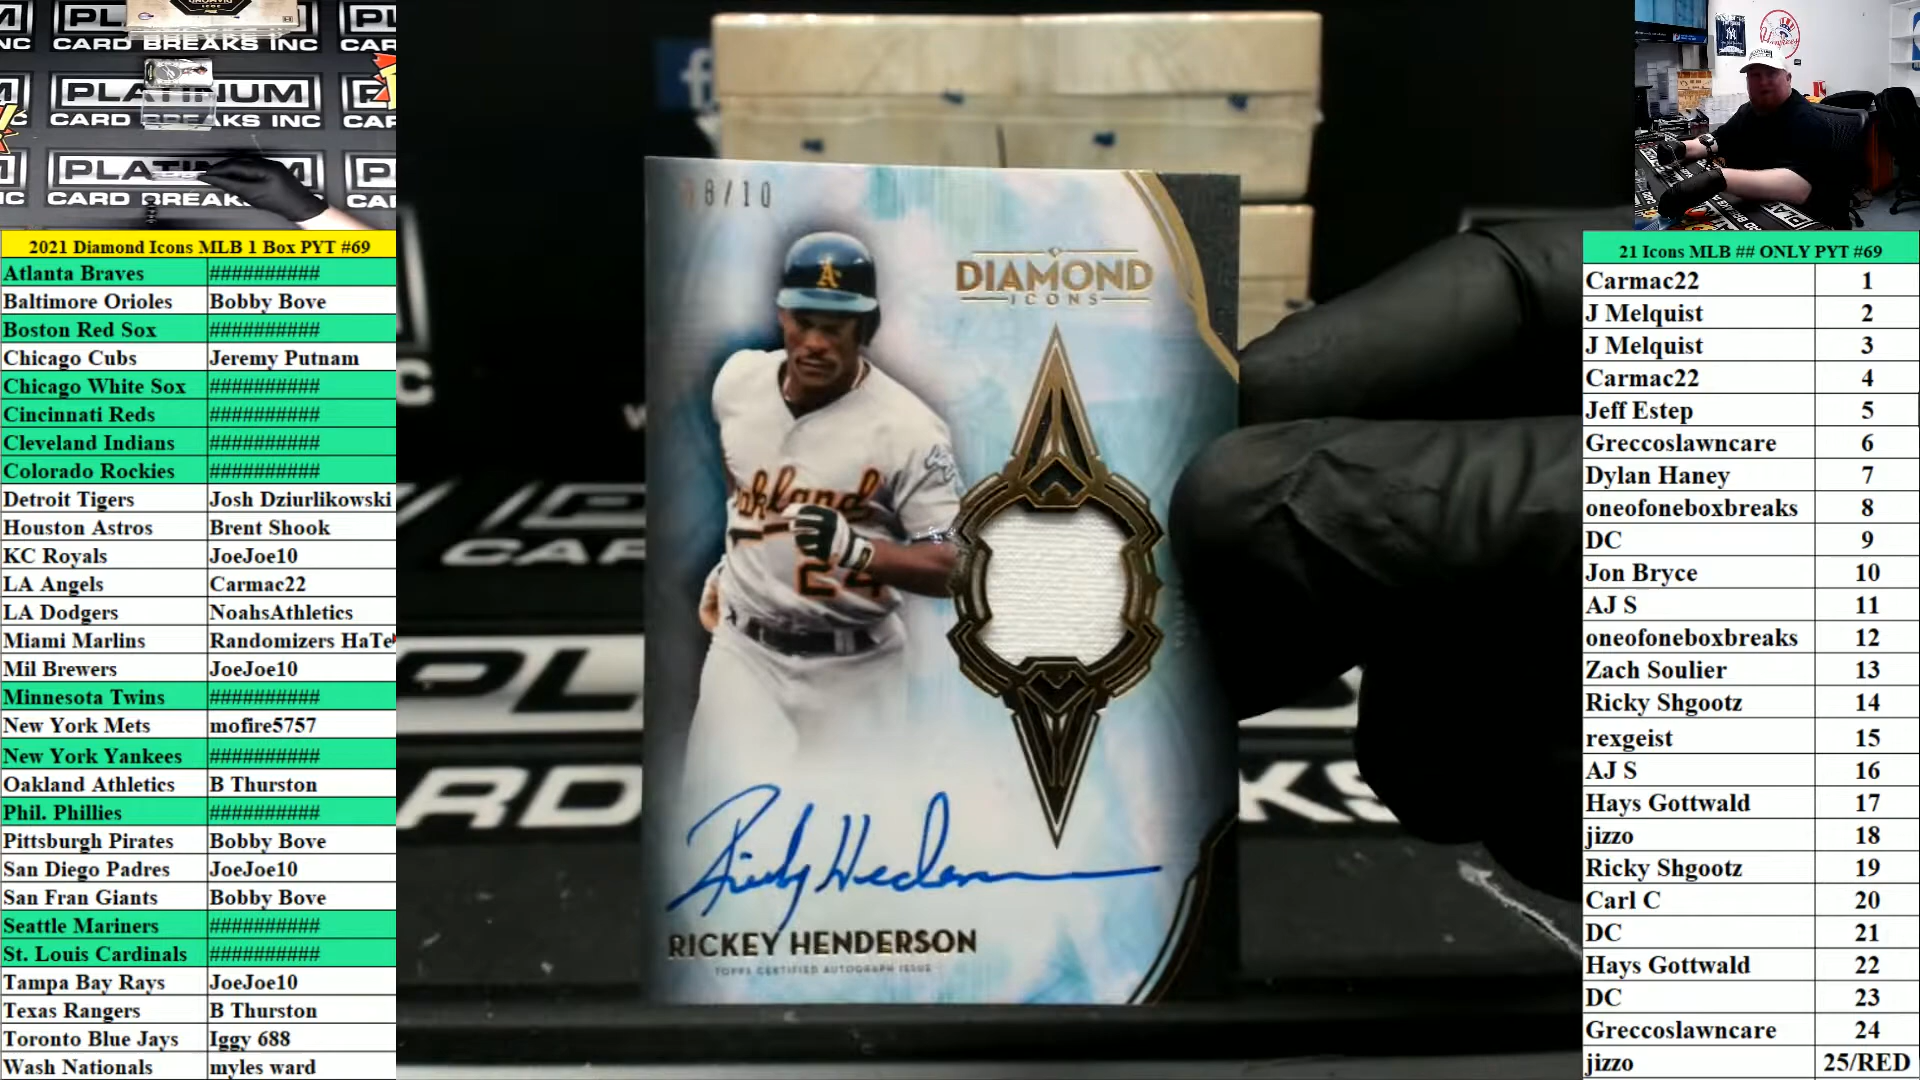 PLATINUM
CARD BREAKS INC
PLATINUM
CARD BREAKS INC
2021 Diamond Icons MLB 1 Box PYT #69
Atlanta Braves ##########
Baltimore Orioles Bobby Bove
Boston Red Sox ##########
Chicago Cubs Jeremy Putnam
Chicago White Sox ##########
Cincinnati Reds ##########
Cleveland Indians ##########
Colorado Rockies ##########
Detroit Tigers Josh Dziurlikowski
Houston Astros Brent Shook
KC Royals JoeJoe10
LA Angels Carmac22
LA Dodgers NoahsAthletics
Miami Marlins Randomizers HaTe
Mil Brewers JoeJoe10
Minnesota Twins ##########
New York Mets mofire5757
New York Yankees ##########
Oakland Athletics B Thurston
Phil. Phillies ##########
Pittsburgh Pirates Bobby Bove
San Diego Padres JoeJoe10
San Fran Giants Bobby Bove
Seattle Mariners ##########
St. Louis Cardinals ##########
Tampa Bay Rays JoeJoe10
Texas Rangers B Thurston
Toronto Blue Jays Iggy 688
Wash Nationals myles ward
08/10
A's
DIAMOND
ICONS
Oakland
24
Rickey Henderson
RICKEY HENDERSON
TOPPS CERTIFIED AUTOGRAPH ISSUE
Yankees
21 Icons MLB ## ONLY PYT #69
Carmac22 1
J Melquist 2
J Melquist 3
Carmac22 4
Jeff Estep 5
Greccoslawncare 6
Dylan Haney 7
oneofoneboxbreaks 8
DC 9
Jon Bryce 10
AJ S 11
oneofoneboxbreaks 12
Zach Soulier 13
Ricky Shgootz 14
rexgeist 15
AJ S 16
Hays Gottwald 17
jizzo 18
Ricky Shgootz 19
Carl C 20
DC 21
Hays Gottwald 22
DC 23
Greccoslawncare 24
jizzo 25/RED